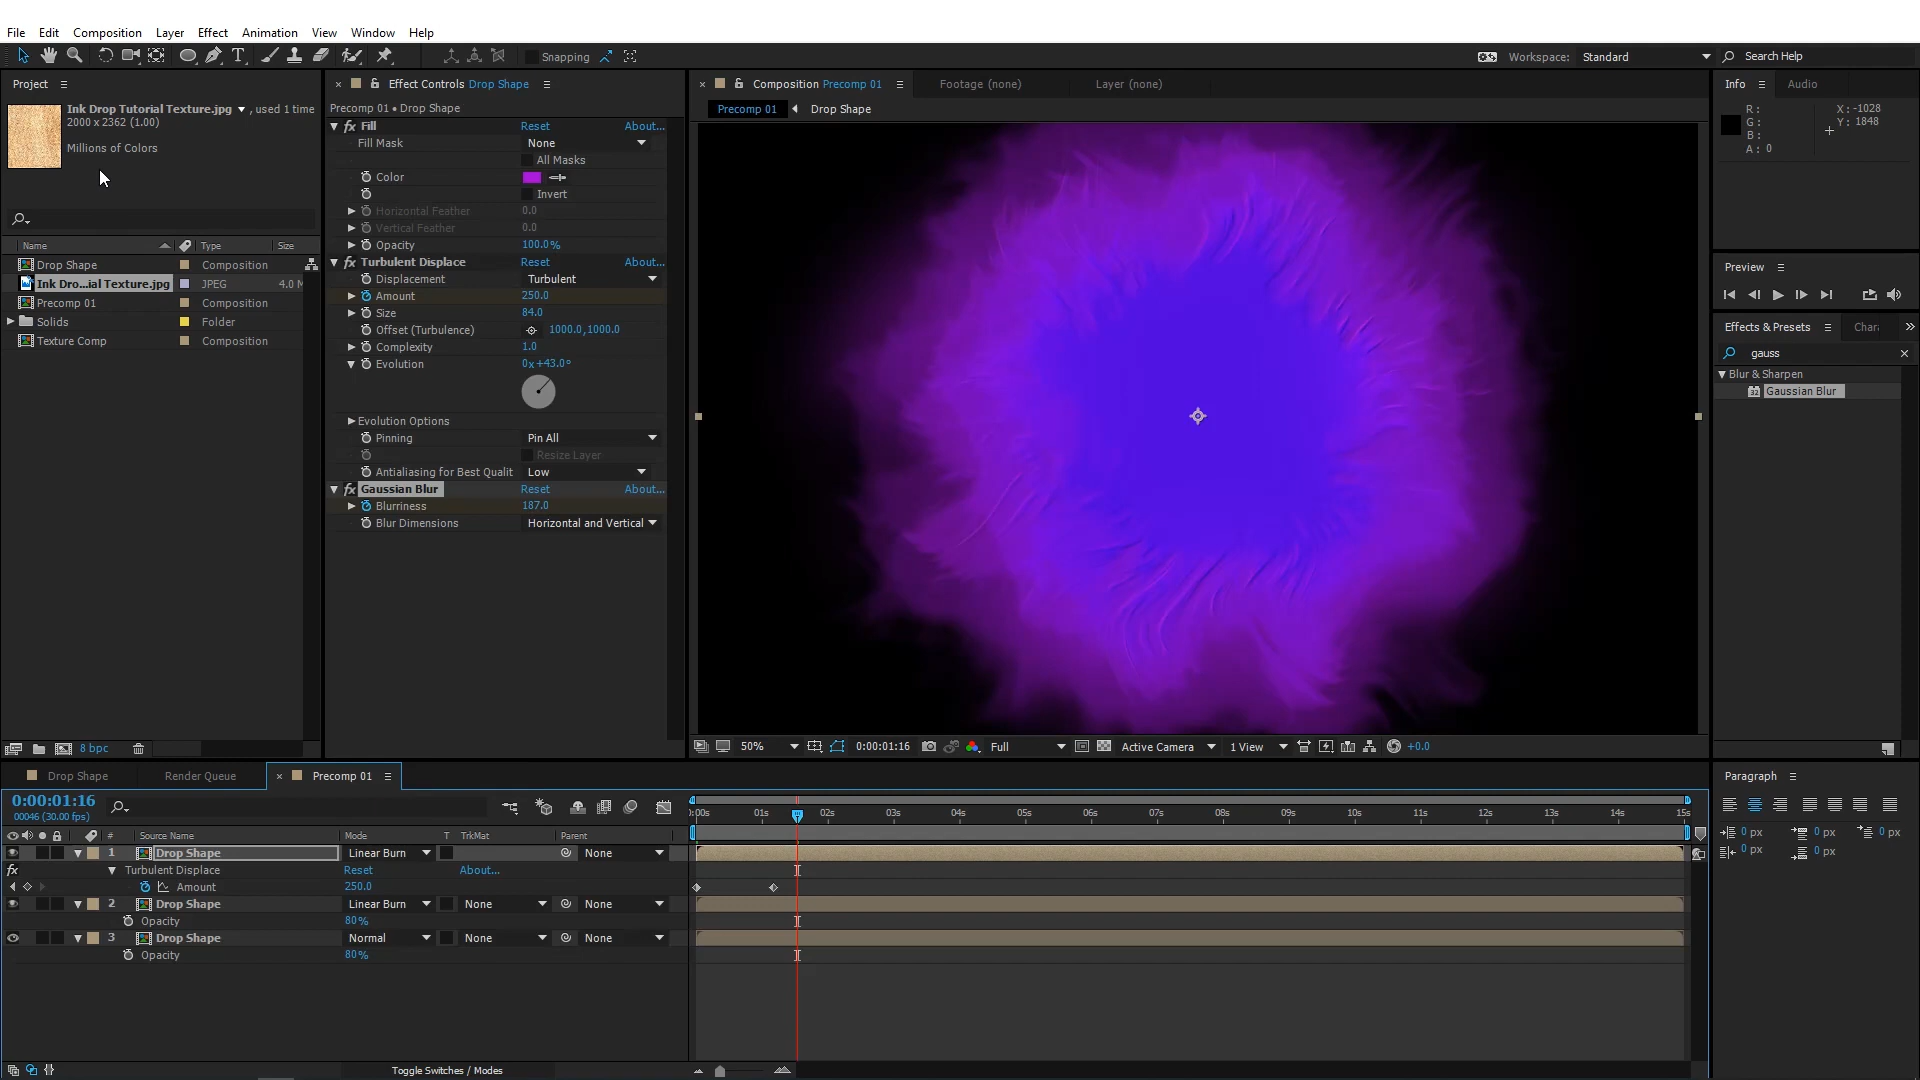 File Edit Composition Layer Effect Animation View Window Help
Snapping
Workspace: Standard
Search Help
Project
Ink Drop Tutorial Texture.jpg , used 1 time
2000 x 2362 (1.00)
Millions of Colors
Name Type Size
Drop Shape Composition
Ink Dro...ial Texture.jpg JPEG 4.0 M
Precomp 01 Composition
Solids Folder
Texture Comp Composition
8 bpc
Effect Controls Drop Shape
Precomp 01 • Drop Shape
fx Fill Reset About...
Fill Mask None
All Masks
Color
Invert
Horizontal Feather 0.0
Vertical Feather 0.0
Opacity 100.0%
fx Turbulent Displace Reset About...
Displacement Turbulent
Amount 250.0
Size 84.0
Offset (Turbulence) 1000.0,1000.0
Complexity 1.0
Evolution 0x+43.0°
Evolution Options
Pinning Pin All
Resize Layer
Antialiasing for Best Qualit Low
fx Gaussian Blur Reset About...
Blurriness 187.0
Blur Dimensions Horizontal and Vertical
Composition Precomp 01
Footage (none)
Layer (none)
Precomp 01 Drop Shape
50% 0:00:01:16 Full Active Camera 1 View +0.0
Info Audio
R : X : -1028
G : Y : 1848
B :
A : 0
Preview
Effects & Presets Chara
gauss
Blur & Sharpen
32 Gaussian Blur
Drop Shape Render Queue Precomp 01
0:00:01:16
00046 (30.00 fps)
:00s 01s 02s 03s 04s 05s 06s 07s 08s 09s 10s 11s 12s 13s 14s 15s
# Source Name Mode T TrkMat Parent
1 Drop Shape Linear Burn None
fx Turbulent Displace Reset About...
Amount 250.0
2 Drop Shape Linear Burn None None
Opacity 80%
3 Drop Shape Normal None None
Opacity 80%
Toggle Switches / Modes
Paragraph
0 px 0 px 0 px
0 px 0 px